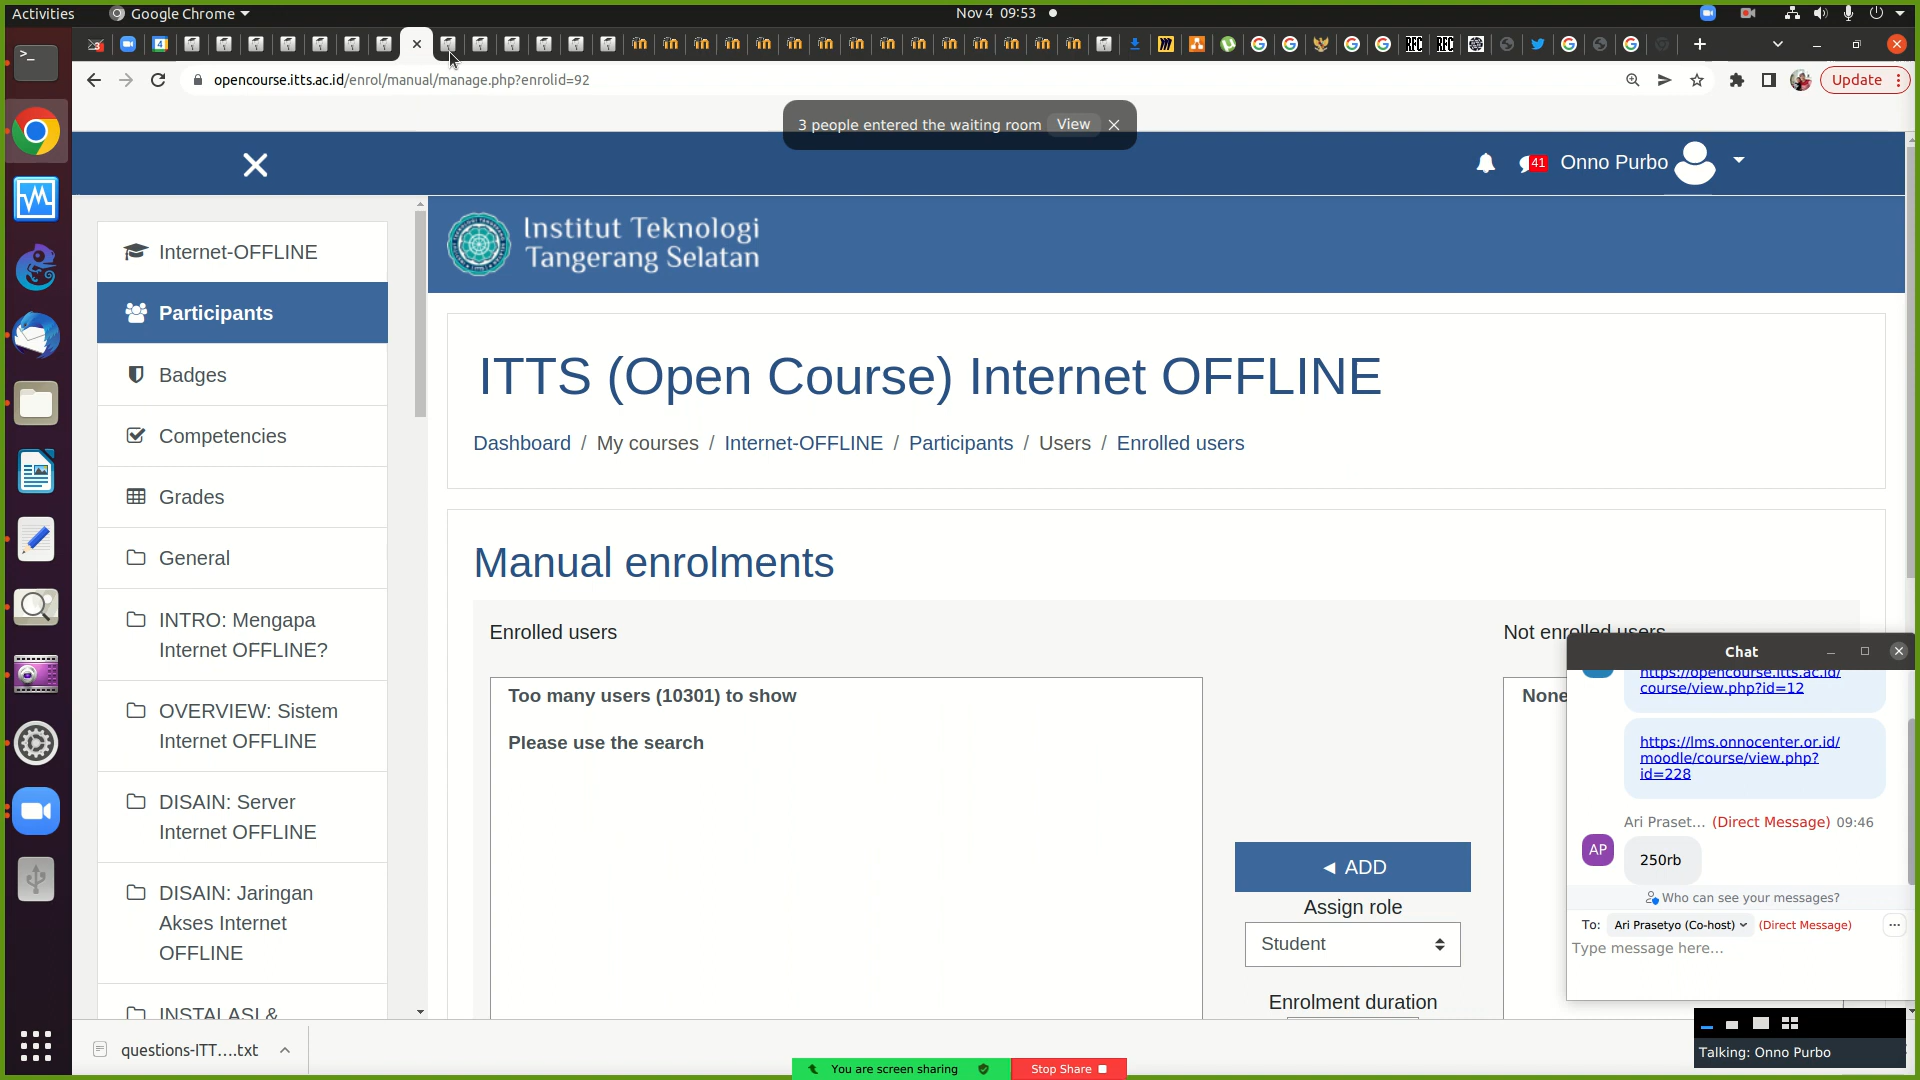 Activities
Google Chrome
Nov 4 09:53
opencourse.itts.ac.id/enrol/manual/manage.php?enrolid=92
Update
3 people entered the waiting room View
41 Onno Purbo
Institut Teknologi
Tangerang Selatan
Internet-OFFLINE
Participants
Badges
Competencies
Grades
General
INTRO: Mengapa
Internet OFFLINE?
OVERVIEW: Sistem
Internet OFFLINE
DISAIN: Server
Internet OFFLINE
DISAIN: Jaringan
Akses Internet
OFFLINE
INSTALASI &
ITTS (Open Course) Internet OFFLINE
Dashboard / My courses / Internet-OFFLINE / Participants / Users / Enrolled users
Manual enrolments
Enrolled users
Not enrolled users
Too many users (10301) to show
Please use the search
None
◄ ADD
Assign role
Student
Enrolment duration
Chat
https://opencourse.itts.ac.id/
course/view.php?id=12
https://lms.onnocenter.or.id/
moodle/course/view.php?
id=228
Ari Praset... (Direct Message) 09:46
AP
250rb
Who can see your messages?
To: Ari Prasetyo (Co-host) (Direct Message)
Type message here...
Talking: Onno Purbo
questions-ITT....txt
You are screen sharing
Stop Share